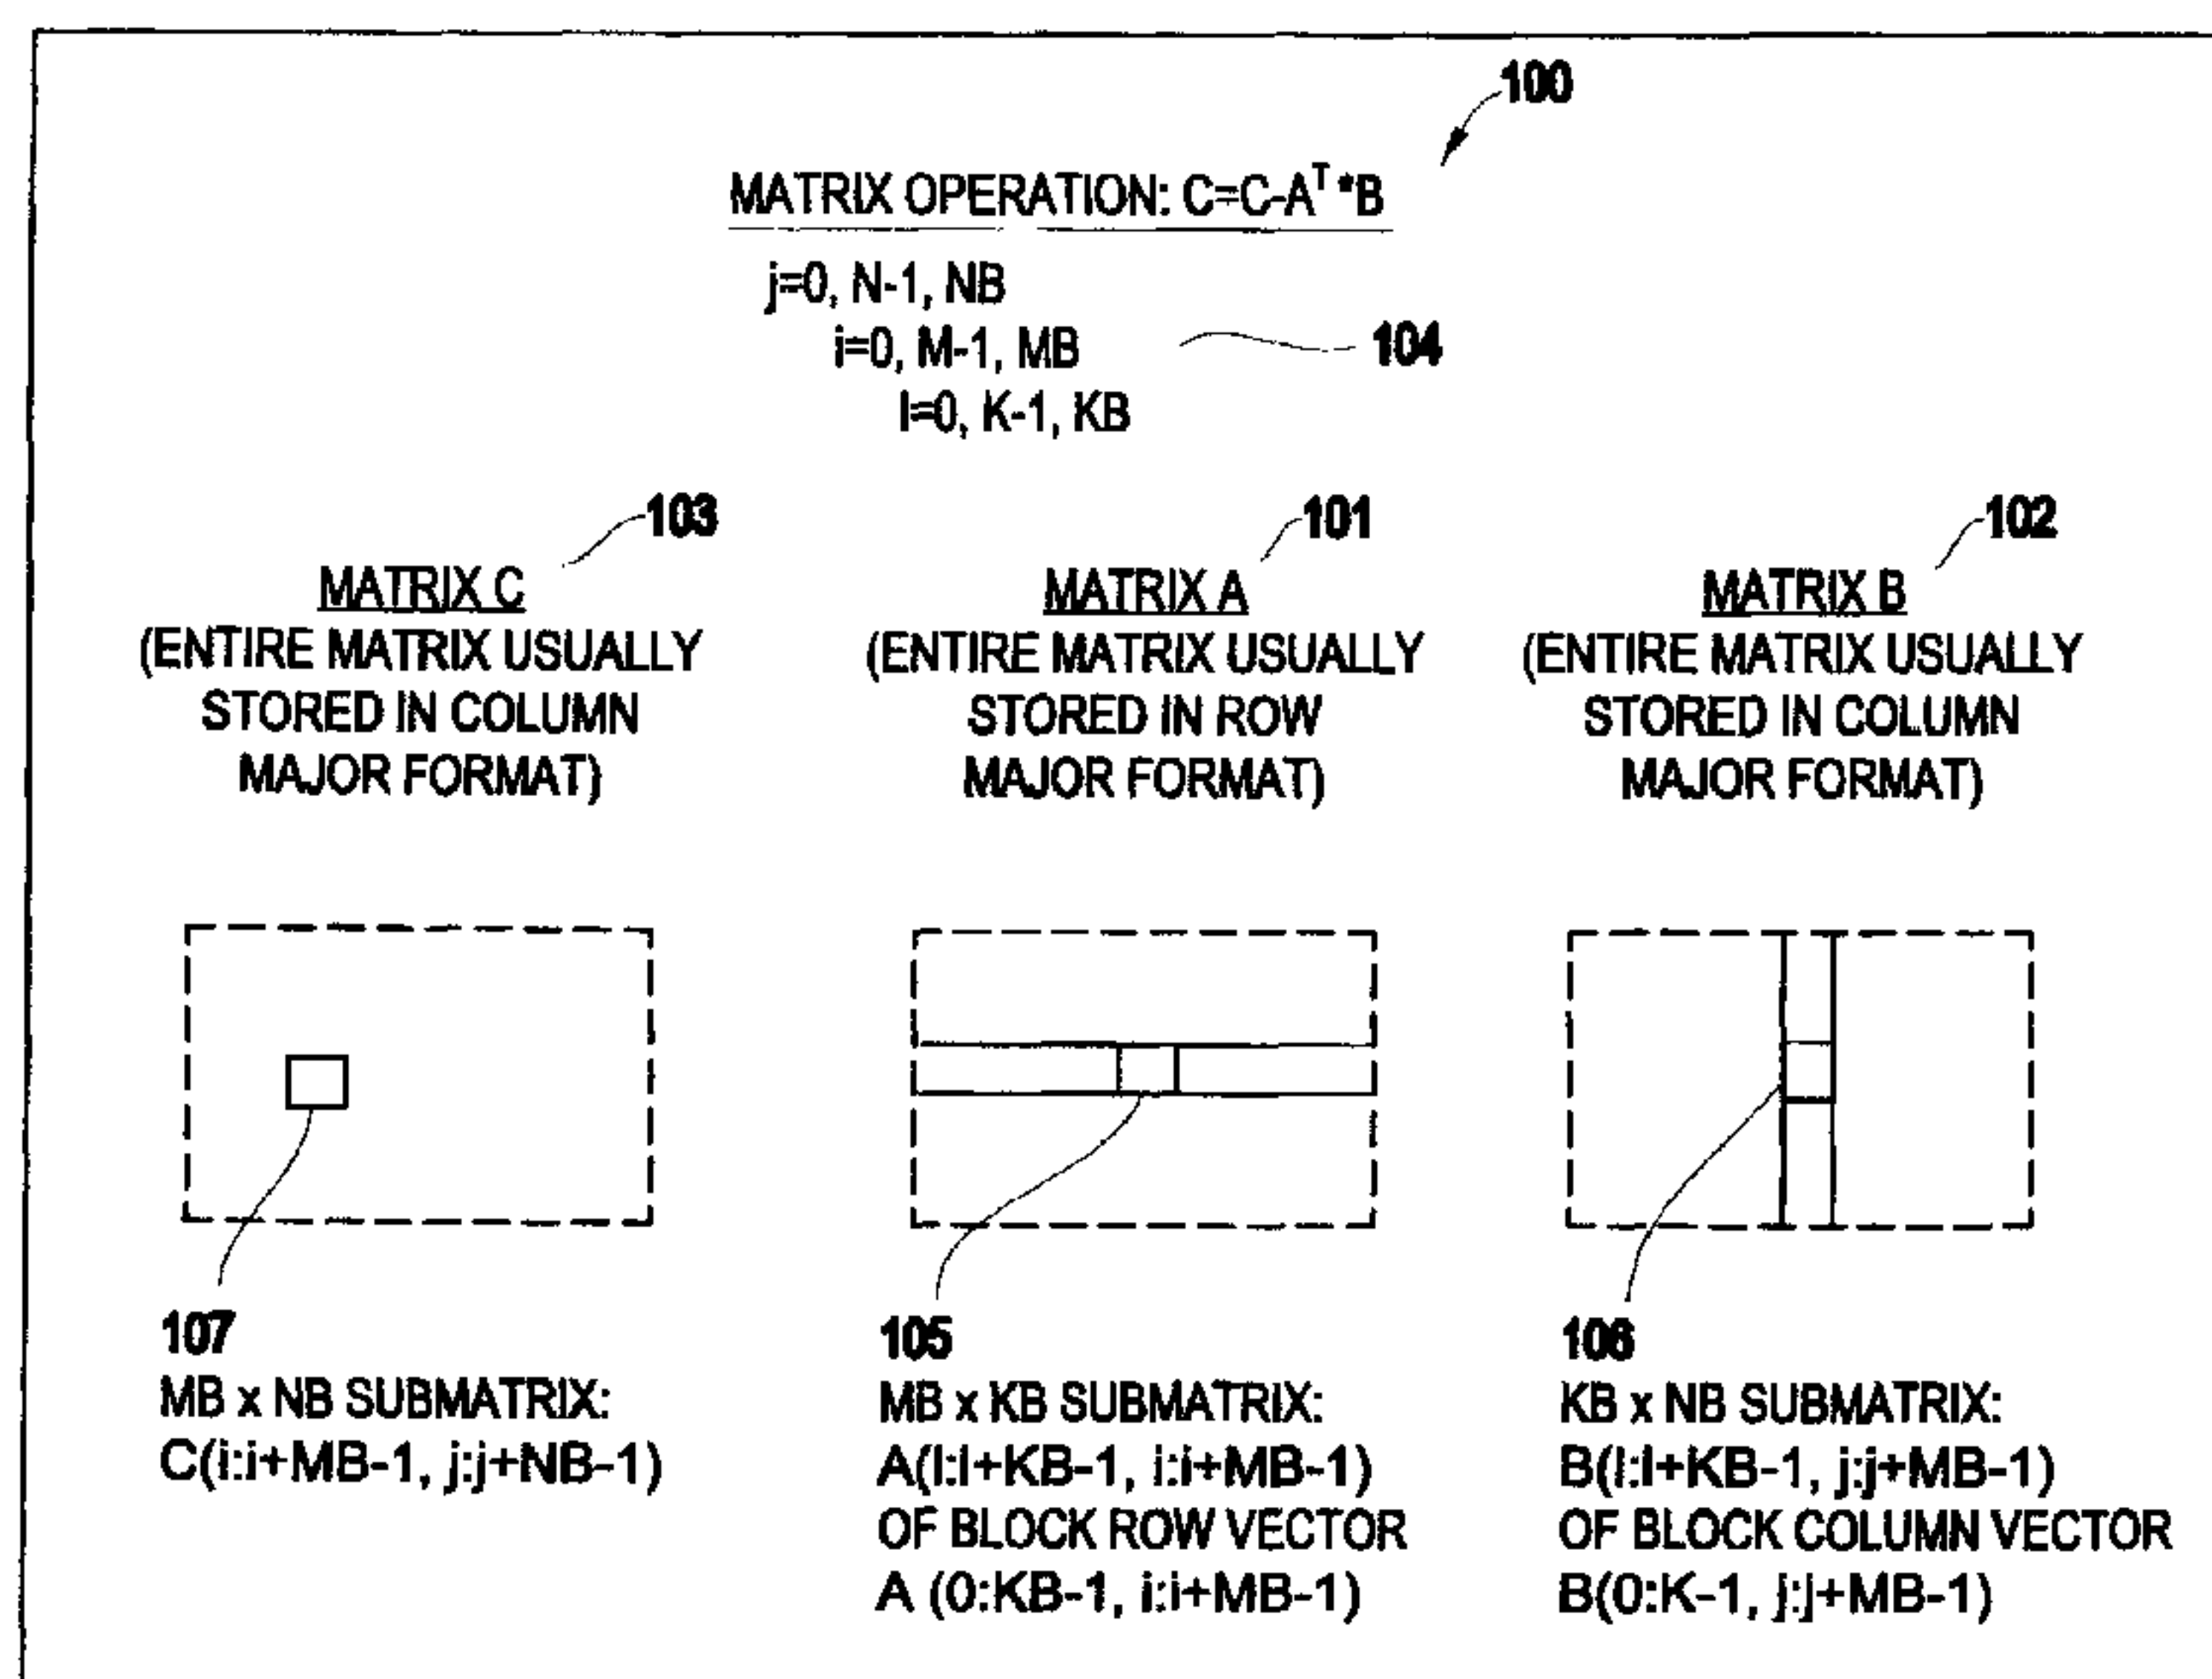 100
MATRIX OPERATION: C=C-Aᵀ*B
j=0, N-1, NB
i=0, M-1, MB
104
l=0, K-1, KB
103
MATRIX C
(ENTIRE MATRIX USUALLY
STORED IN COLUMN
MAJOR FORMAT)
101
MATRIX A
(ENTIRE MATRIX USUALLY
STORED IN ROW
MAJOR FORMAT)
102
MATRIX B
(ENTIRE MATRIX USUALLY
STORED IN COLUMN
MAJOR FORMAT)
107
MB x NB SUBMATRIX:
C(i:i+MB-1, j:j+NB-1)
105
MB x KB SUBMATRIX:
A(l:l+KB-1, i:i+MB-1)
OF BLOCK ROW VECTOR
A (0:KB-1, i:i+MB-1)
106
KB x NB SUBMATRIX:
B(l:l+KB-1, j:j+MB-1)
OF BLOCK COLUMN VECTOR
B(0:K-1, j:j+MB-1)